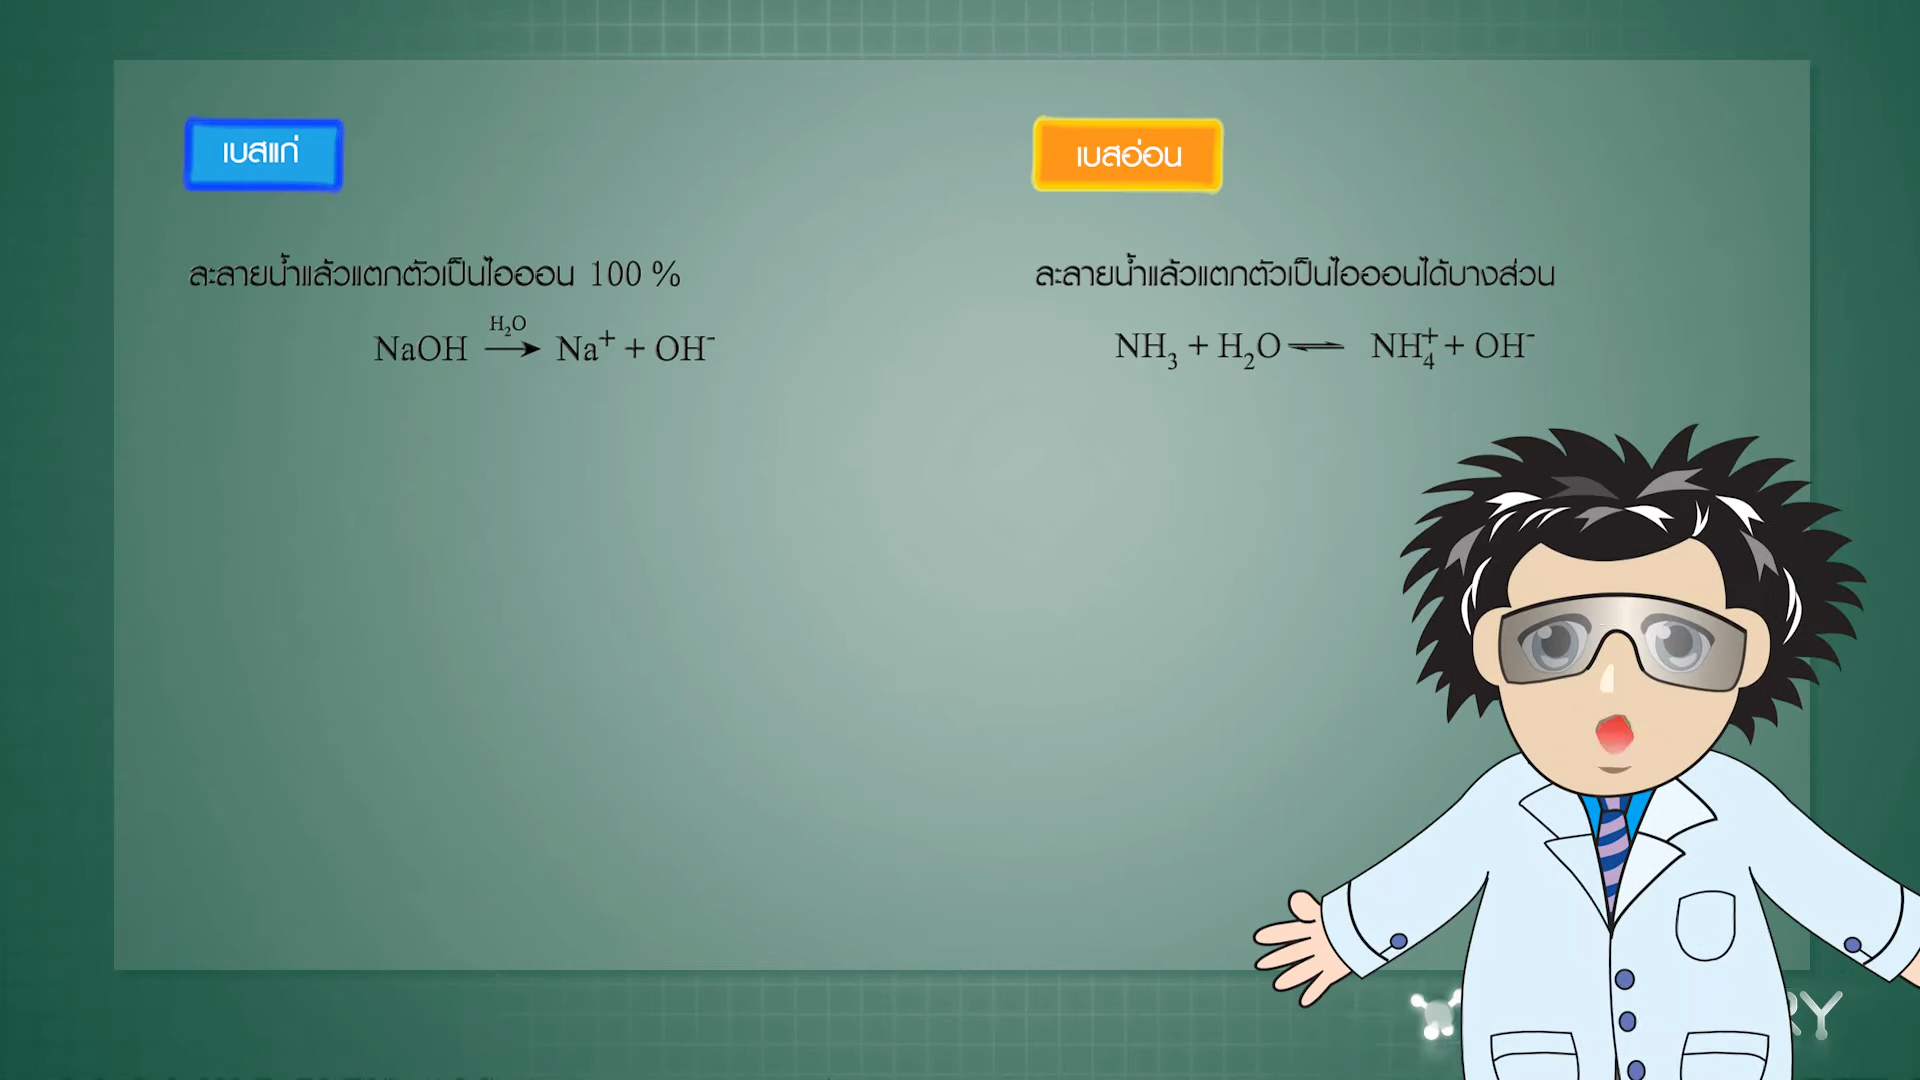 เบสแก่
ละลายน้ำแล้วแตกตัวเป็นไอออน 100 %
NaOH —H₂O→ Na⁺ + OH⁻
เบสอ่อน
ละลายน้ำแล้วแตกตัวเป็นไอออนได้บางส่วน
NH₃ + H₂O ⇌ NH₄⁺ + OH⁻